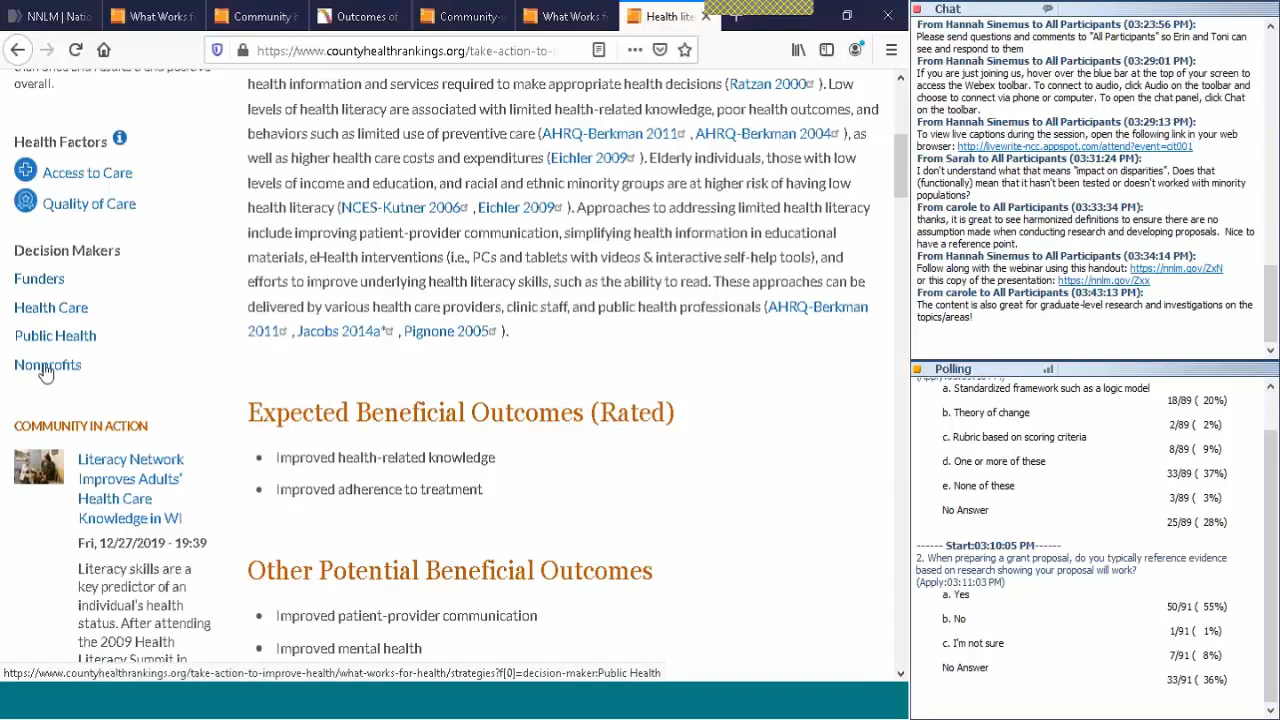 NNLM | National
What Works f
Community b
Outcomes of
Community-
What Works f
Health lite
https://www.countyhealthrankings.org/take-action-to-i
overall.
Health Factors
Access to Care
Quality of Care
Decision Makers
Funders
Health Care
Public Health
Nonprofits
COMMUNITY IN ACTION
Literacy Network
Improves Adults'
Health Care
Knowledge in WI
Fri, 12/27/2019 - 19:39
Literacy skills are a
key predictor of an
individual's health
status. After attending
the 2009 Health
Literacy Summit in
health information and services required to make appropriate health decisions (Ratzan 2000). Low
levels of health literacy are associated with limited health-related knowledge, poor health outcomes, and
behaviors such as limited use of preventive care (AHRQ-Berkman 2011, AHRQ-Berkman 2004), as
well as higher health care costs and expenditures (Eichler 2009). Elderly individuals, those with low
levels of income and education, and racial and ethnic minority groups are at higher risk of having low
health literacy (NCES-Kutner 2006, Eichler 2009). Approaches to addressing limited health literacy
include improving patient-provider communication, simplifying health information in educational
materials, eHealth interventions (i.e., PCs and tablets with videos & interactive self-help tools), and
efforts to improve underlying health literacy skills, such as the ability to read. These approaches can be
delivered by various health care providers, clinic staff, and public health professionals (AHRQ-Berkman
2011, Jacobs 2014a*, Pignone 2005).
Expected Beneficial Outcomes (Rated)
• Improved health-related knowledge
• Improved adherence to treatment
Other Potential Beneficial Outcomes
• Improved patient-provider communication
• Improved mental health
https://www.countyhealthrankings.org/take-action-to-improve-health/what-works-for-health/strategies?f[0]=decision-maker:Public Health
Chat
From Hannah Sinemus to All Participants (03:23:56 PM):
Please send questions and comments to "All Participants" so Erin and Toni can
see and respond to them
From Hannah Sinemus to All Participants (03:29:01 PM):
If you are just joining us, hover over the blue bar at the top of your screen to
access the Webex toolbar. To connect to audio, click Audio on the toolbar and
choose to connect via phone or computer. To open the chat panel, click Chat
on the toolbar.
From Hannah Sinemus to All Participants (03:29:13 PM):
To view live captions during the session, open the following link in your web
browser: http://livewrite-ncc.appspot.com/attend?event=cit001
From Sarah to All Participants (03:31:24 PM):
I don't understand what that means "impact on disparities". Does that
(functionally) mean that it hasn't been tested or doesn't worked with minority
populations?
From carole to All Participants (03:33:34 PM):
thanks, it is great to see harmonized definitions to ensure there are no
assumption made when conducting research and developing proposals. Nice to
have a reference point.
From Hannah Sinemus to All Participants (03:34:14 PM):
Follow along with the webinar using this handout: https://nnlm.gov/ZxN
or this copy of the presentation: https://nnlm.gov/Zxx
From carole to All Participants (03:43:13 PM):
The content is also great for graduate-level research and investigations on the
topics/areas!
Polling
a. Standardized framework such as a logic model
18/89 ( 20%)
b. Theory of change
2/89 ( 2%)
c. Rubric based on scoring criteria
8/89 ( 9%)
d. One or more of these
33/89 ( 37%)
e. None of these
3/89 ( 3%)
No Answer
25/89 ( 28%)
------ Start:03:10:05 PM------
2. When preparing a grant proposal, do you typically reference evidence
based on research showing your proposal will work?
(Apply:03:11:03 PM)
a. Yes
50/91 ( 55%)
b. No
1/91 ( 1%)
c. I'm not sure
7/91 ( 8%)
No Answer
33/91 ( 36%)